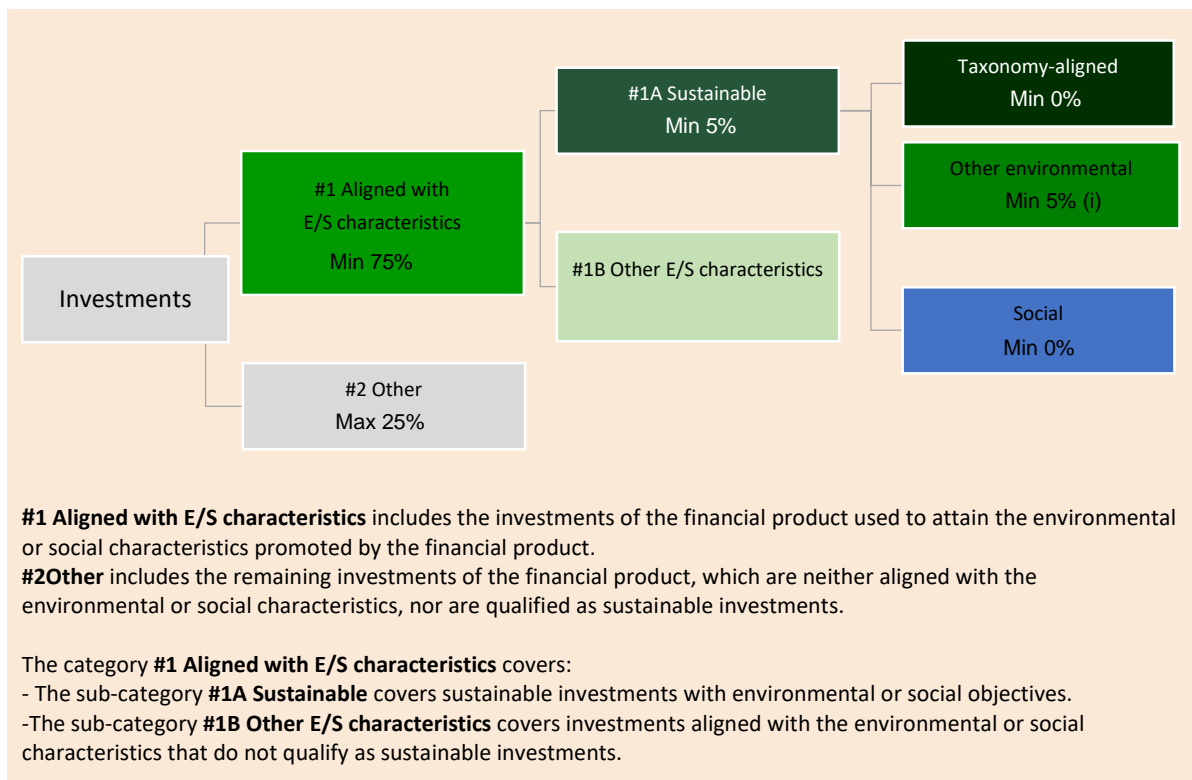 Investments
#1 Aligned with
E/S characteristics
Min 75%
#2 Other
Max 25%
#1A Sustainable
Min 5%
#1B Other E/S characteristics
Taxonomy-aligned
Min 0%
Other environmental
Min 5% (i)
Social
Min 0%
#1 Aligned with E/S characteristics includes the investments of the financial product used to attain the environmental
or social characteristics promoted by the financial product.
#2Other includes the remaining investments of the financial product, which are neither aligned with the
environmental or social characteristics, nor are qualified as sustainable investments.
The category #1 Aligned with E/S characteristics covers:
- The sub-category #1A Sustainable covers sustainable investments with environmental or social objectives.
-The sub-category #1B Other E/S characteristics covers investments aligned with the environmental or social
characteristics that do not qualify as sustainable investments.